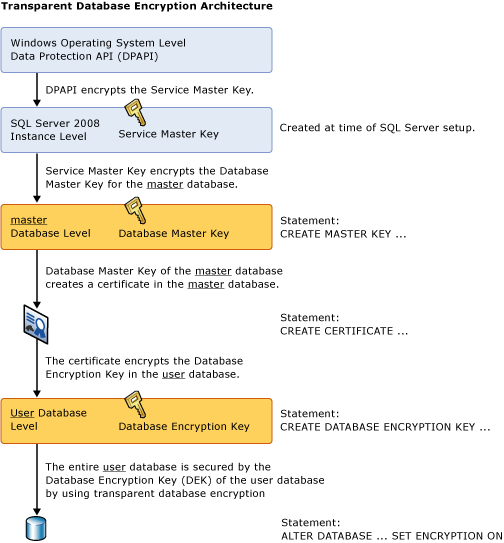 Transparent Database Encryption Architecture
Windows Operating System Level
Data Protection API (DPAPI)
DPAPI encrypts the Service Master Key.
SQL Server 2008
Instance Level
Service Master Key
Created at time of SQL Server setup.
Service Master Key encrypts the Database
Master Key for the master database.
master
Database Level
Database Master Key
Statement:
CREATE MASTER KEY ...
Database Master Key of the master database
creates a certificate in the master database.
Statement:
CREATE CERTIFICATE ...
The certificate encrypts the Database
Encryption Key in the user database.
User Database
Level
Database Encryption Key
Statement:
CREATE DATABASE ENCRYPTION KEY ...
The entire user database is secured by the
Database Encryption Key (DEK) of the user database
by using transparent database encryption
Statement:
ALTER DATABASE ... SET ENCRYPTION ON